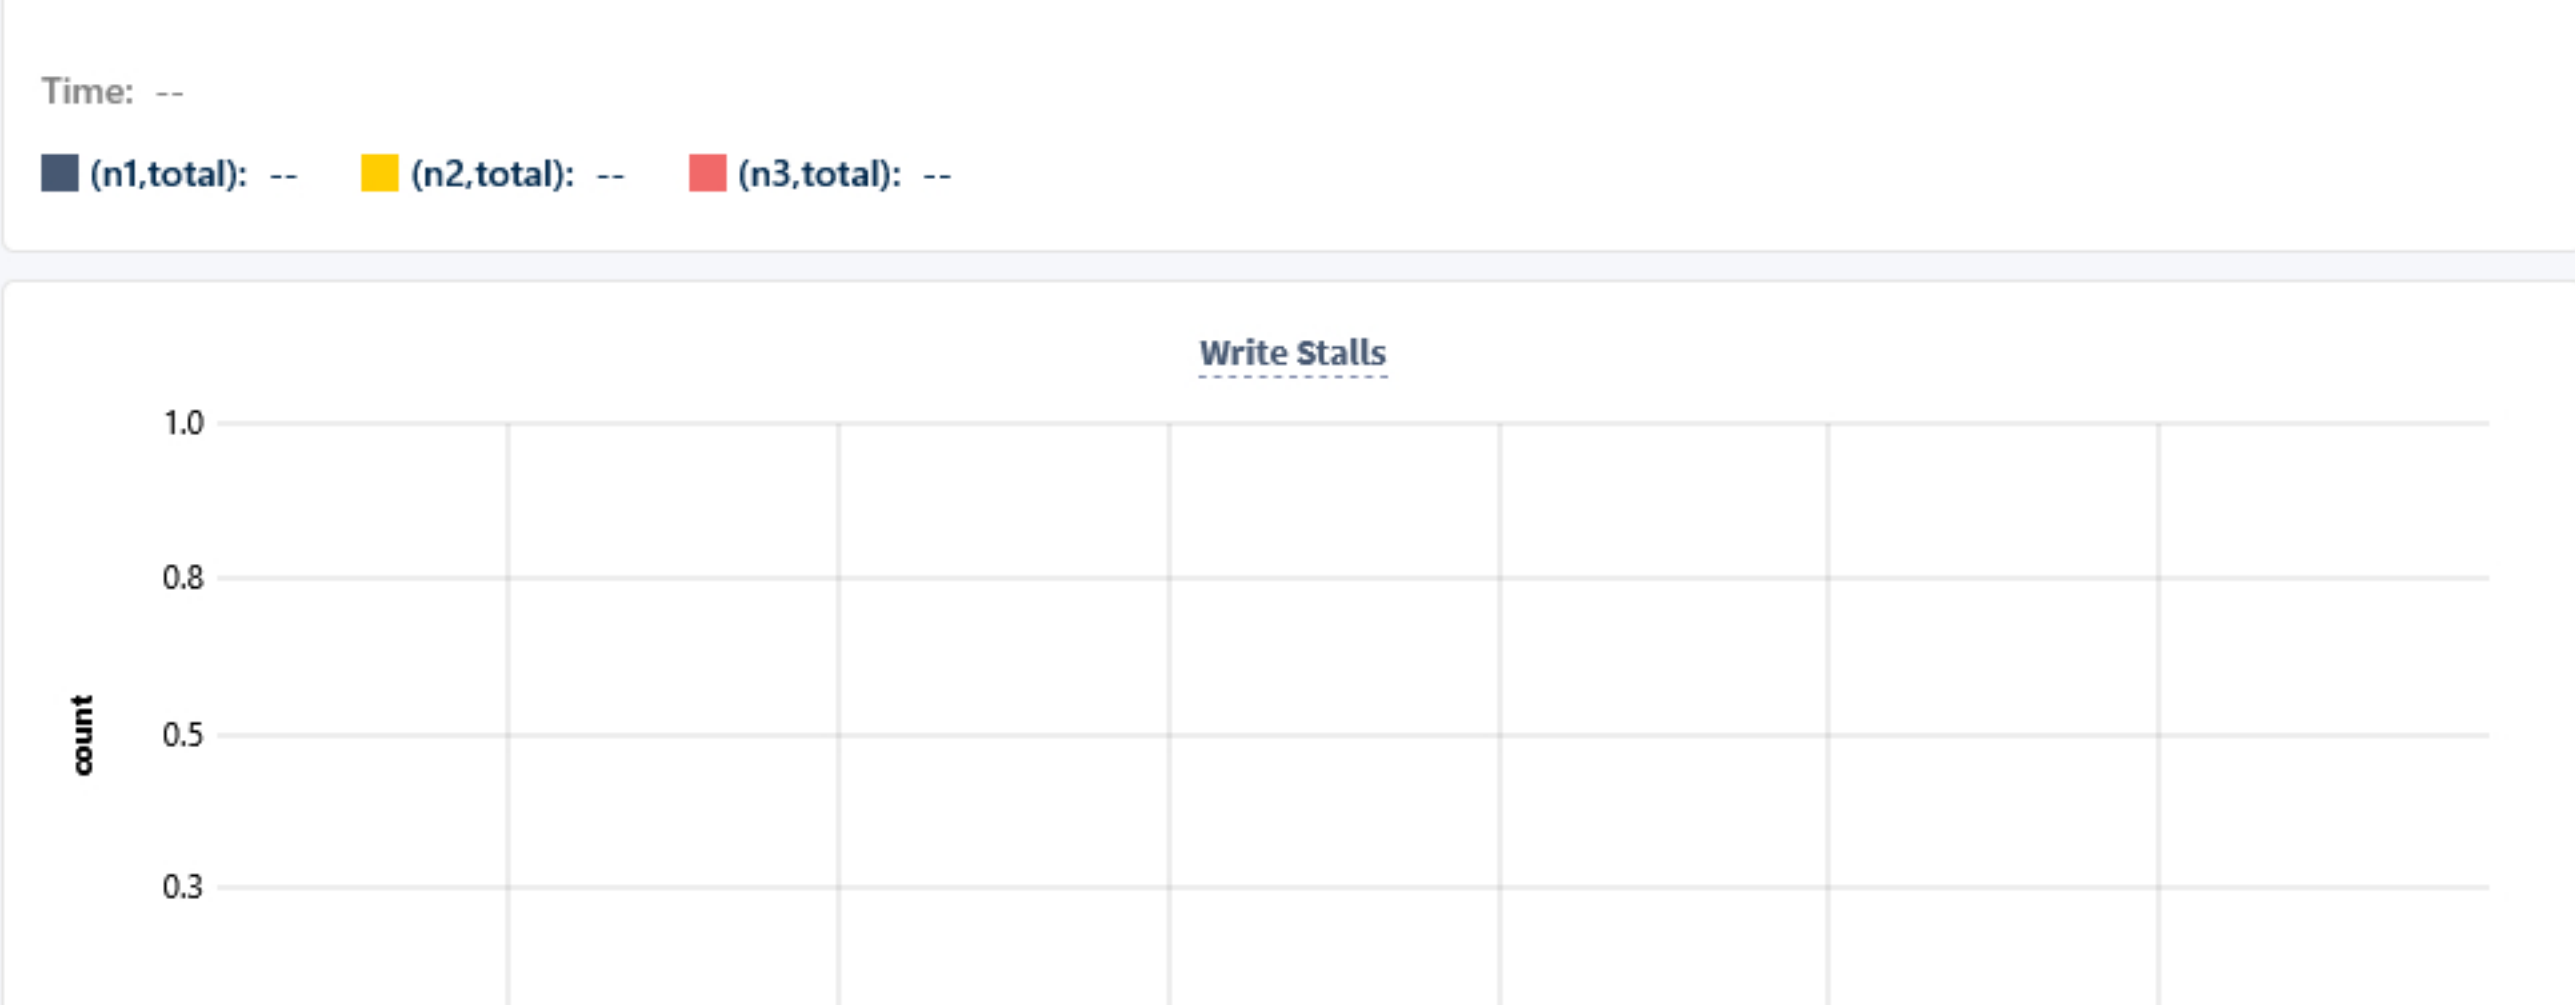 Time: --
(n1,total): -- (n2,total): -- (n3,total): --
Write Stalls
1.0
0.8
count
0.5
0.3